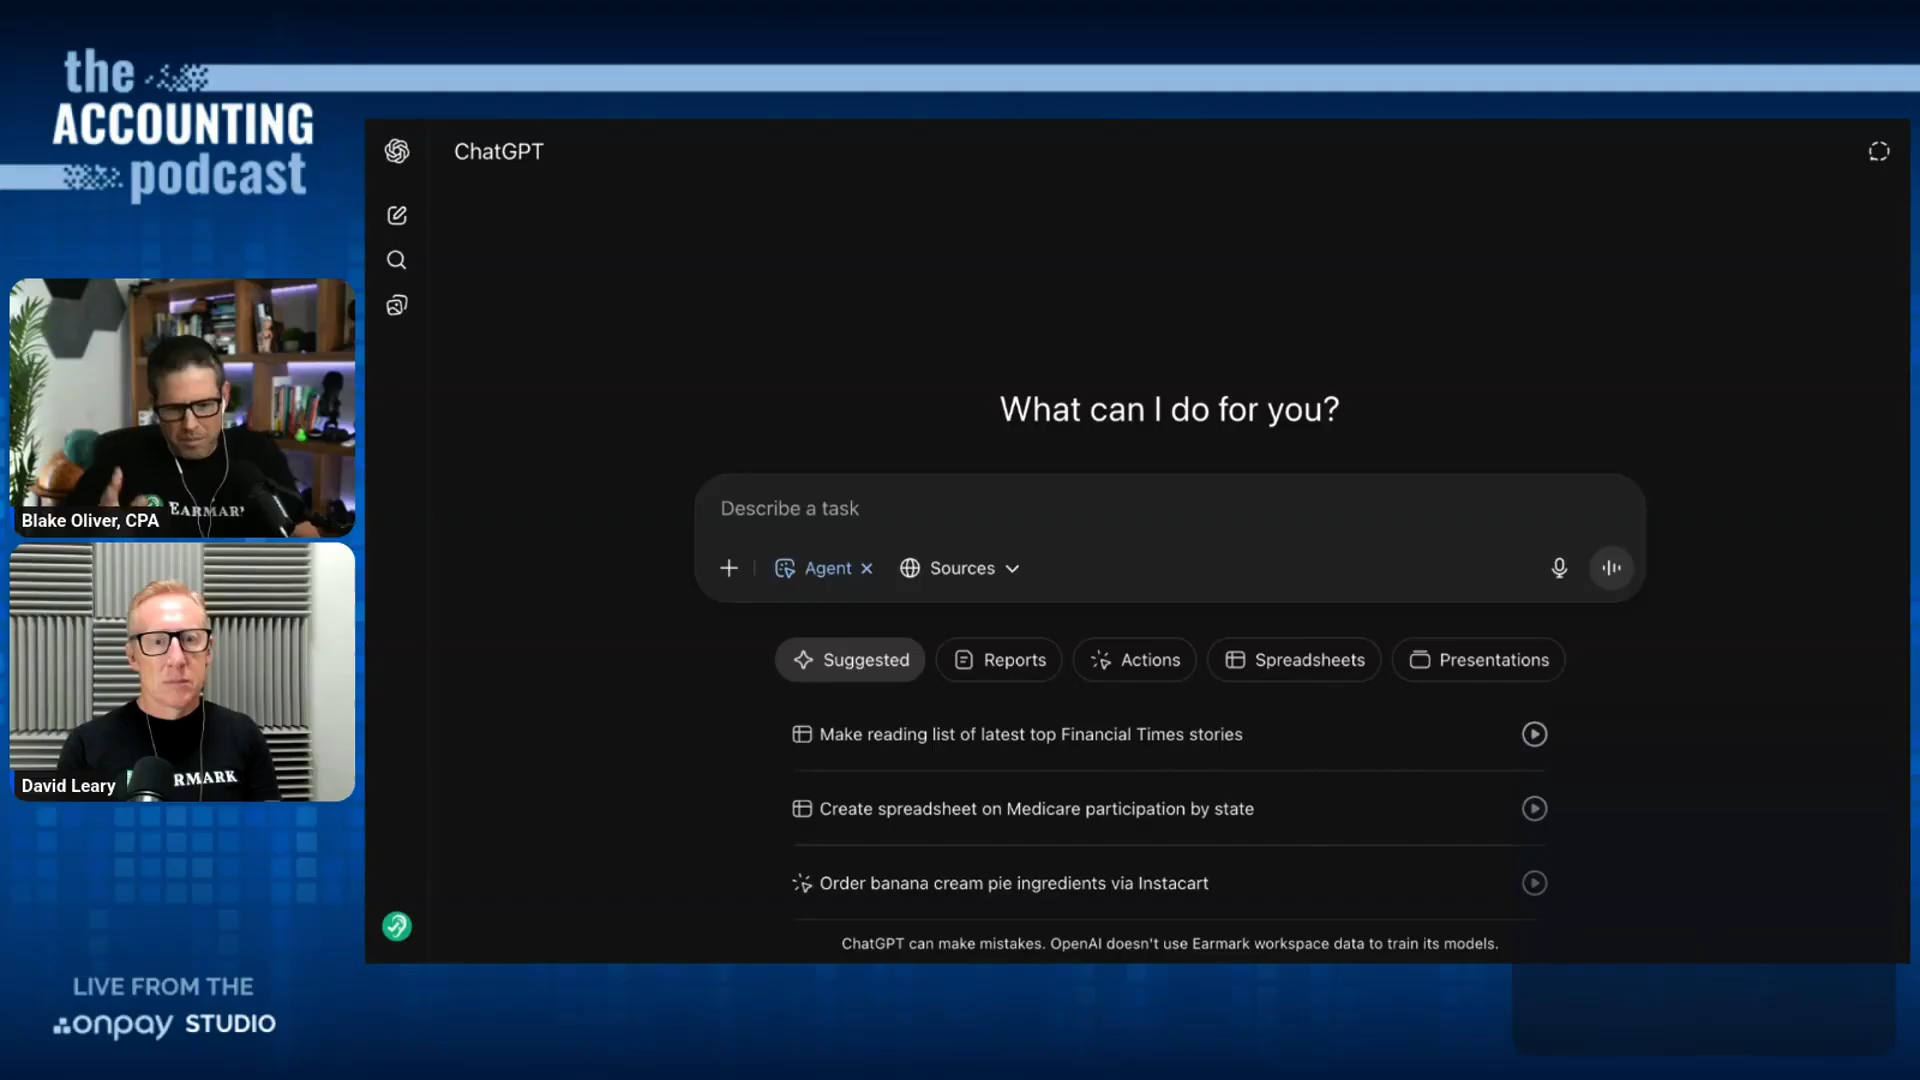 the
ACCOUNTING
podcast
ChatGPT
What can I do for you?
Describe a task
Agent
Sources
Suggested
Reports
Actions
Spreadsheets
Presentations
Make reading list of latest top Financial Times stories
Create spreadsheet on Medicare participation by state
Order banana cream pie ingredients via Instacart
ChatGPT can make mistakes. OpenAI doesn't use Earmark workspace data to train its models.
EARMARK
Blake Oliver, CPA
RMARK
David Leary
LIVE FROM THE
onpay STUDIO